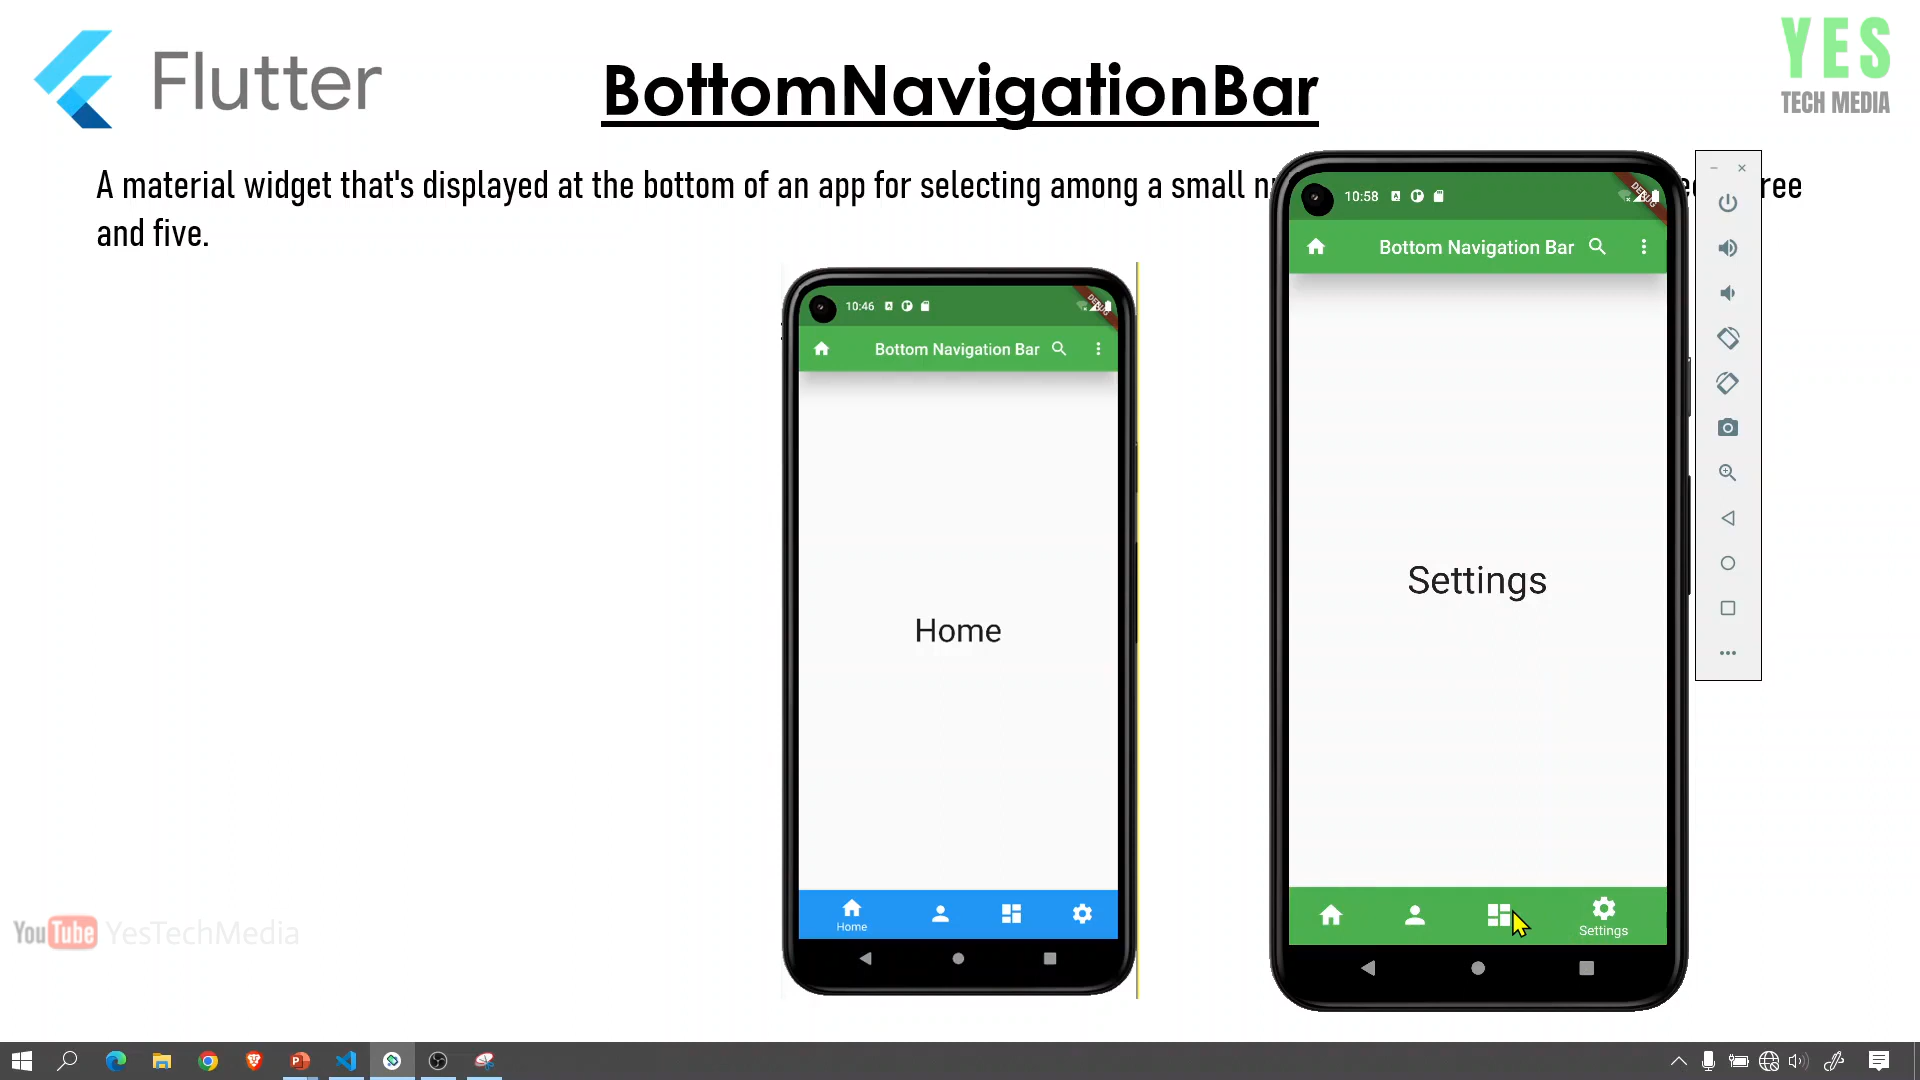 Flutter
BottomNavigationBar
YES
TECH MEDIA
A material widget that's displayed at the bottom of an app for selecting among a small
ree
and five.
10:46
DEBUG
Bottom Navigation Bar
Home
Home
10:58
DEBUG
Bottom Navigation Bar
Settings
Settings
YouTube YesTechMedia